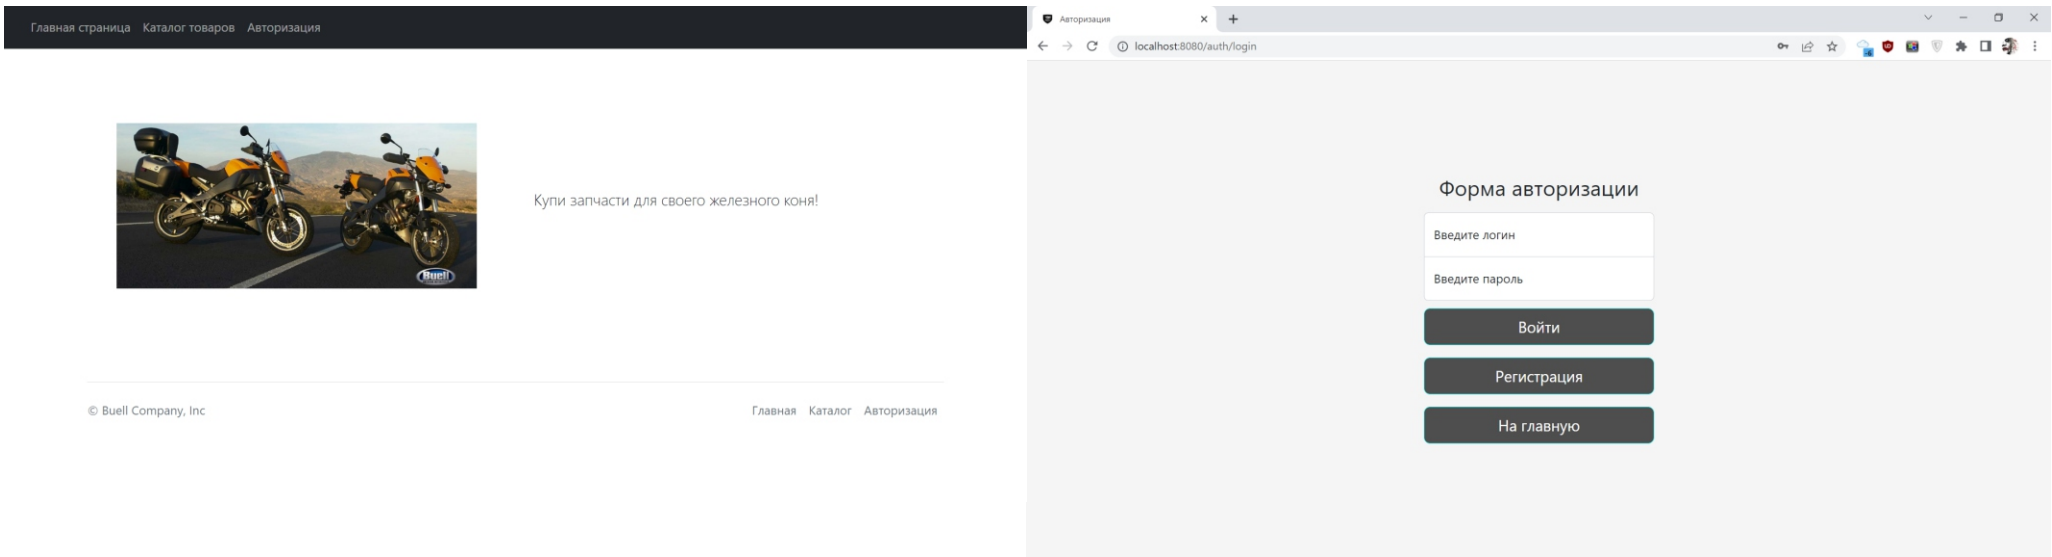 Главная страница Каталог товаров Авторизация
Купи запчасти для своего железного коня!
Buell
© Buell Company, Inc
Главная Каталог Авторизация
Авторизация
localhost:8080/auth/login
-6
Форма авторизации
Введите логин
Введите пароль
Войти
Регистрация
На главную